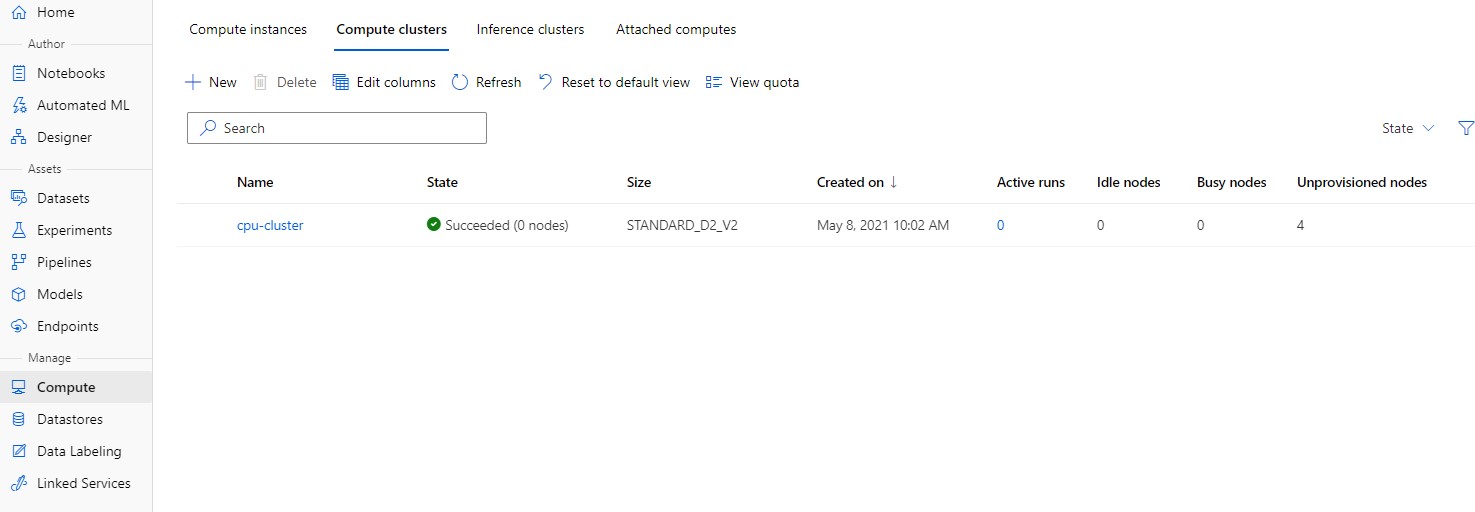 Home
Author
Notebooks
Automated ML
Designer
Assets
Datasets
Experiments
Pipelines
Models
Endpoints
Manage
Compute
Datastores
Data Labeling
Linked Services
Compute instances Compute clusters Inference clusters Attached computes
New Delete Edit columns Refresh Reset to default view View quota
Search State
Name State Size Created on ↓ Active runs Idle nodes Busy nodes Unprovisioned nodes
cpu-cluster Succeeded (0 nodes) STANDARD_D2_V2 May 8, 2021 10:02 AM 0 0 0 4